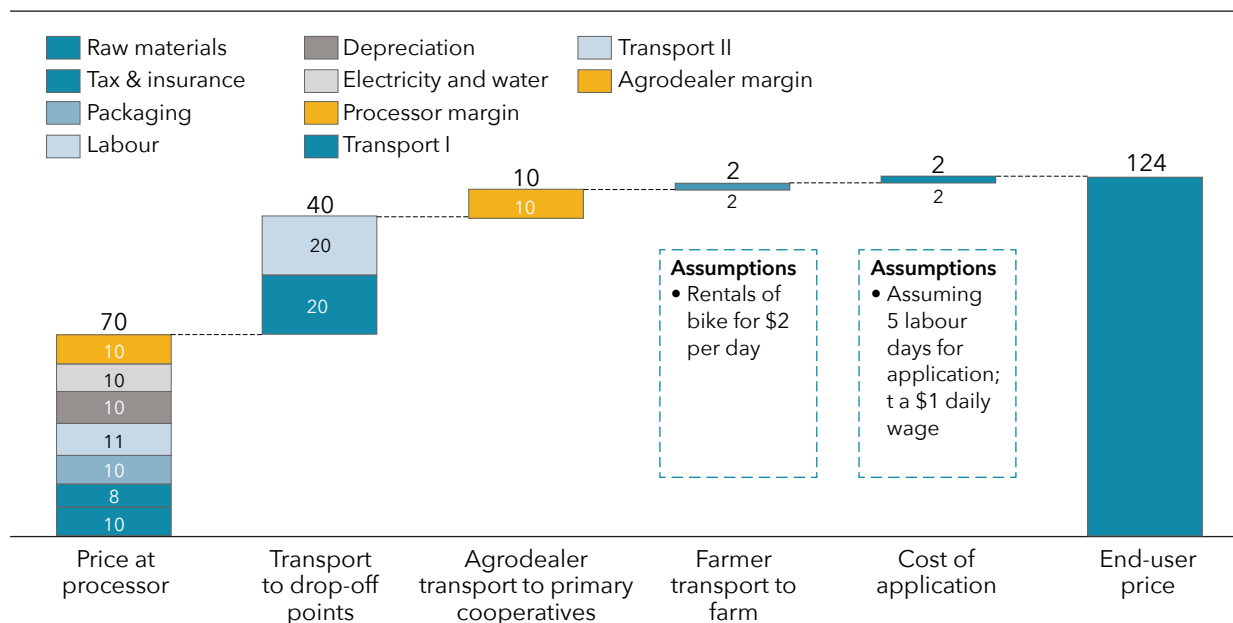 Raw materials
Tax & insurance
Packaging
Labour
Depreciation
Electricity and water
Processor margin
Transport I
Transport II
Agrodealer margin
70
10
10
10
11
10
8
10
40
20
20
10
10
2
2
2
2
124
Assumptions
• Rentals of
bike for $2
per day
Assumptions
• Assuming
5 labour
days for
application;
t a $1 daily
wage
Price at
processor
Transport
to drop-off
points
Agrodealer
transport to primary
cooperatives
Farmer
transport to
farm
Cost of
application
End-user
price